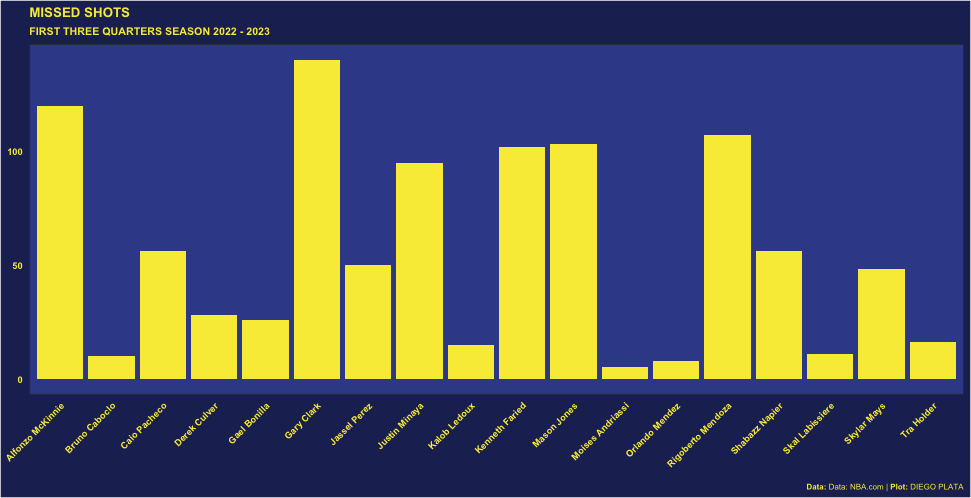 MISSED SHOTS
FIRST THREE QUARTERS SEASON 2022 - 2023
100
50
0
Alfonzo McKinnie
Bruno Caboclo
Caio Pacheco
Derek Culver
Gael Bonilla
Gary Clark
Jassel Perez
Justin Minaya
Kalob Ledoux
Kenneth Faried
Mason Jones
Moises Andriassi
Orlando Mendez
Rigoberto Mendoza
Shabazz Napier
Skal Labissiere
Skylar Mays
Tra Holder
Data: Data: NBA.com | Plot: DIEGO PLATA